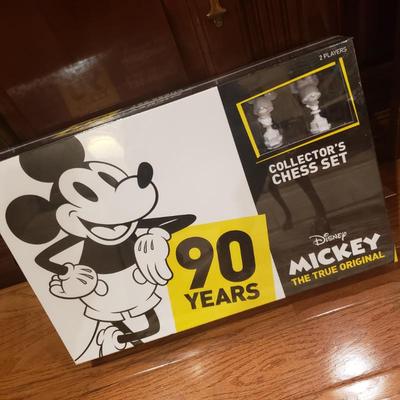 2 PLAYERS
COLLECTOR'S
CHESS SET
90
YEARS
Disney
MICKEY
THE TRUE ORIGINAL